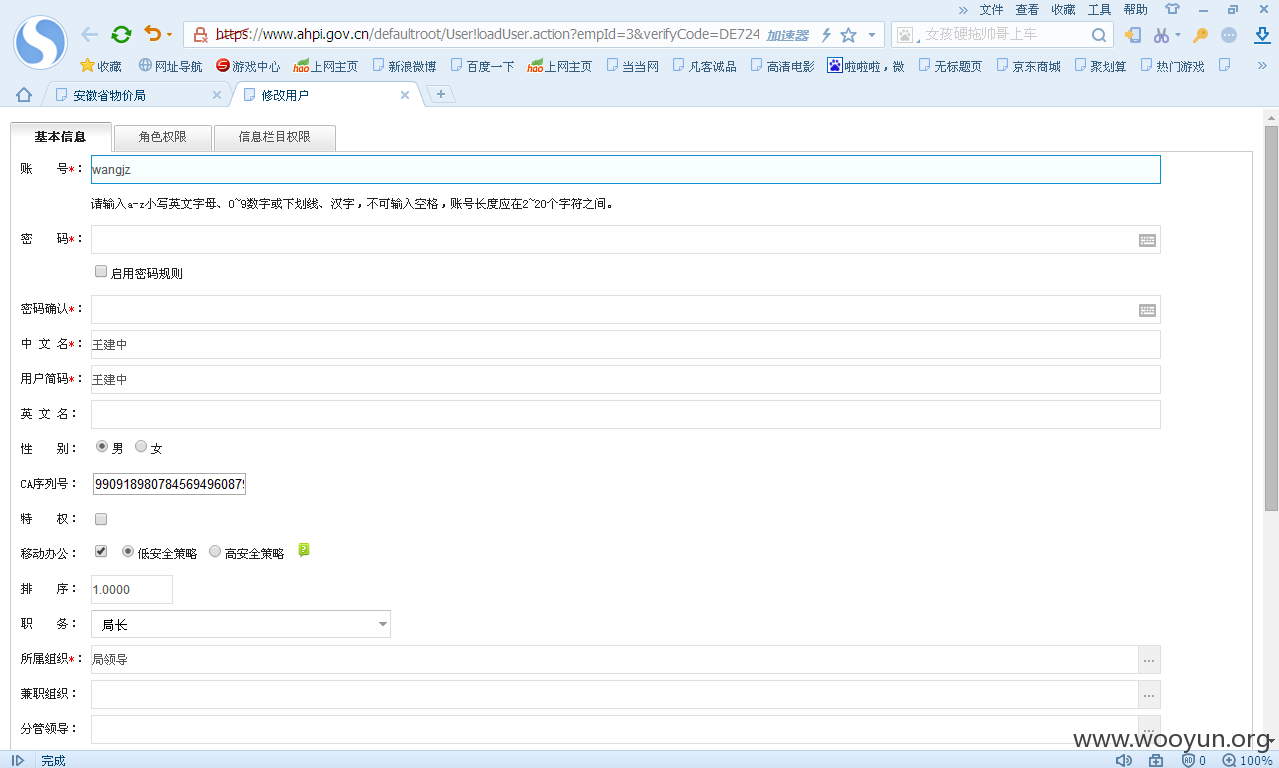 » 文件 查看 收藏 工具 帮助
https://www.ahpi.gov.cn/defaultroot/User!loadUser.action?empId=3&verifyCode=DE724 加速器 女孩硬拖帅哥上车
收藏 网址导航 游戏中心 hao 上网主页 新浪微博 百度一下 hao 上网主页 当当网 凡客诚品 高清电影 啦啦啦，微 无标题页 京东商城 聚划算 热门游戏 »
安徽省物价局 修改用户
基本信息 角色权限 信息栏目权限
账 号*： wangjz
请输入a-z小写英文字母、0~9数字或下划线、汉字，不可输入空格，账号长度应在2~20个字符之间。
密 码*：
启用密码规则
密码确认*：
中 文 名*： 王建中
用户简码*： 王建中
英 文 名：
性 别： 男 女
CA序列号： 990918980784569496087
特 权：
移动办公： 低安全策略 高安全策略 ?
排 序： 1.0000
职 务： 局长
所属组织*： 局领导 ...
兼职组织： ...
分管领导： ...
www.wooyun.org
完成 0 100%